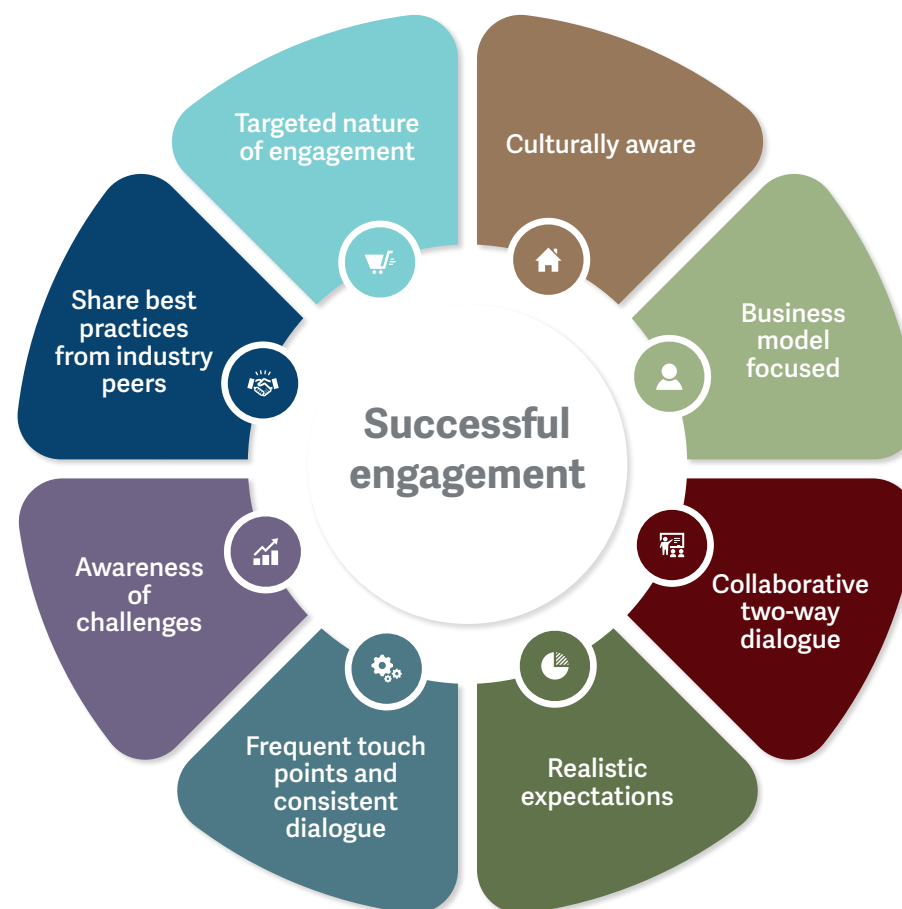 Targeted nature
of engagement
Culturally aware
Business
model
focused
Collaborative
two-way
dialogue
Realistic
expectations
Frequent touch
points and
consistent
dialogue
Awareness
of
challenges
Share best
practices
from industry
peers
Successful
engagement